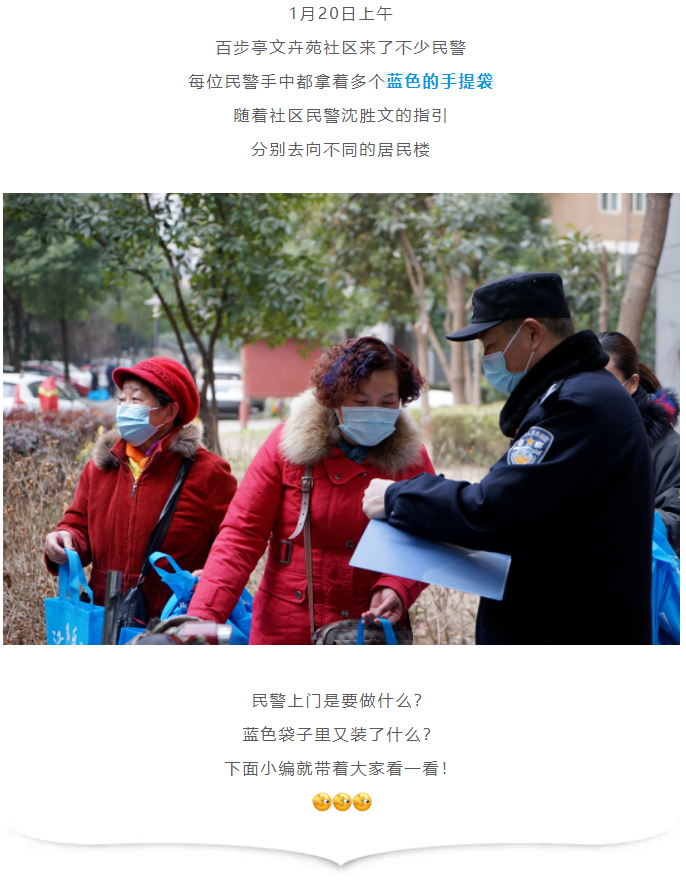 1月20日上午
百步亭文卉苑社区来了不少民警
每位民警手中都拿着多个蓝色的手提袋
随着社区民警沈胜文的指引
分别去向不同的居民楼
民警上门是要做什么?
蓝色袋子里又装了什么?
下面小编就带着大家看一看!